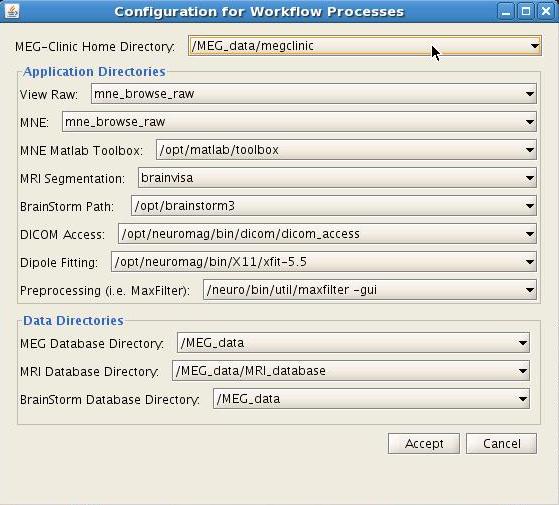 Configuration for Workflow Processes
MEG-Clinic Home Directory: /MEG_data/megclinic
Application Directories
View Raw: mne_browse_raw
MNE: mne_browse_raw
MNE Matlab Toolbox: /opt/matlab/toolbox
MRI Segmentation: brainvisa
BrainStorm Path: /opt/brainstorm3
DICOM Access: /opt/neuromag/bin/dicom/dicom_access
Dipole Fitting: /opt/neuromag/bin/X11/xfit-5.5
Preprocessing (i.e. MaxFilter): /neuro/bin/util/maxfilter -gui
Data Directories
MEG Database Directory: /MEG_data
MRI Database Directory: /MEG_data/MRI_database
BrainStorm Database Directory: /MEG_data
Accept Cancel